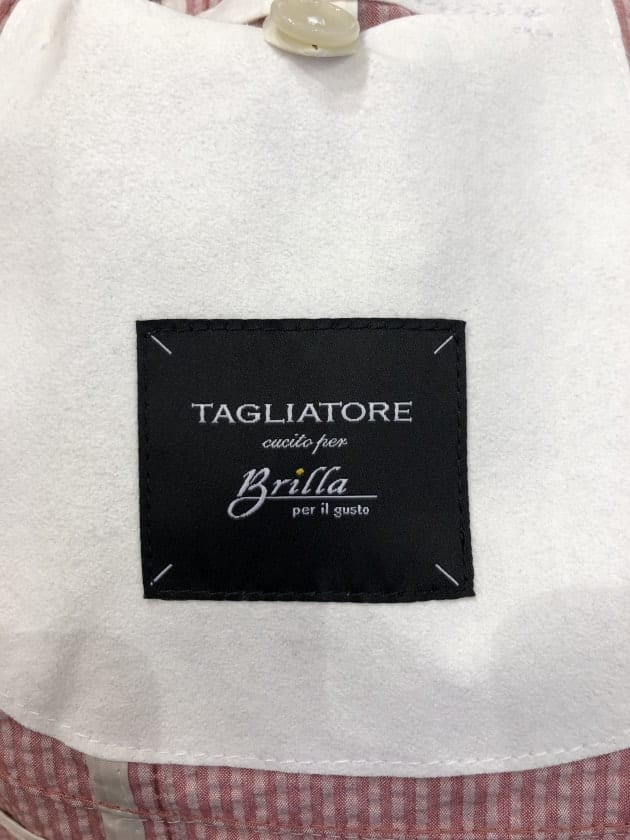 TAGLIATORE
cucito per
Brilla
per il gusto